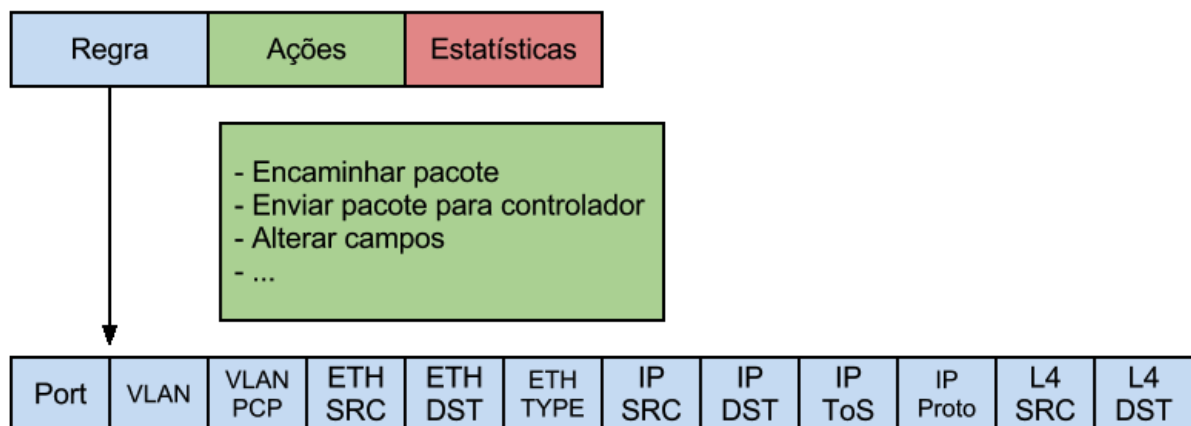 Regra Ações Estatísticas
- Encaminhar pacote
- Enviar pacote para controlador
- Alterar campos
- ...
Port VLAN VLAN PCP ETH SRC ETH DST ETH TYPE IP SRC IP DST IP ToS IP Proto L4 SRC L4 DST